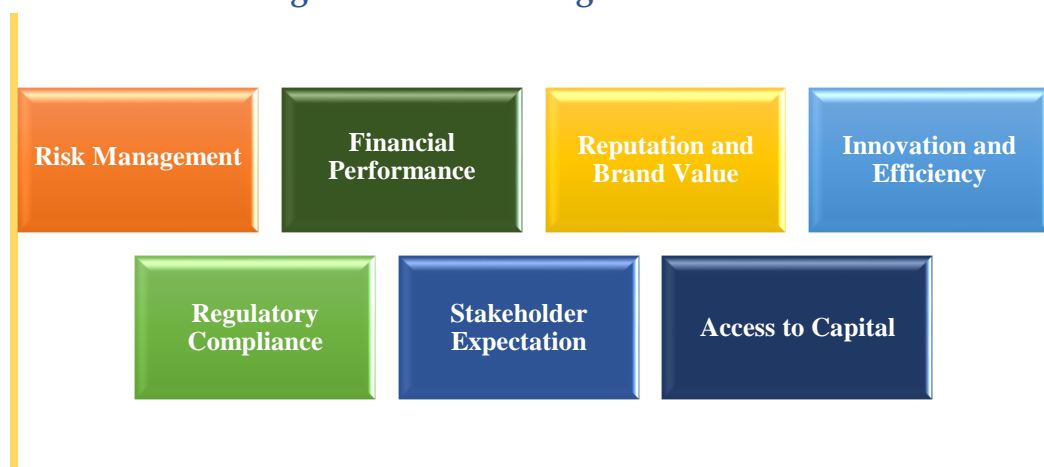 Risk Management
Financial
Performance
Reputation and
Brand Value
Innovation and
Efficiency
Regulatory
Compliance
Stakeholder
Expectation
Access to Capital